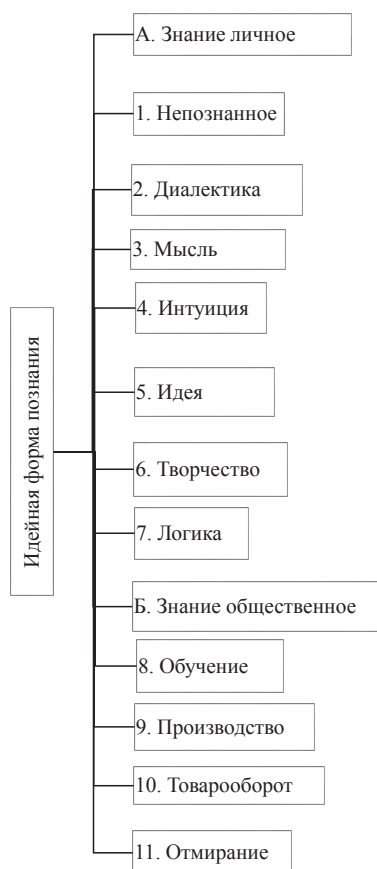 А. Знание личное
1. Непознанное
2. Диалектика
3. Мысль
4. Интуиция
Идейная форма познания
5. Идея
6. Творчество
7. Логика
Б. Знание общественное
8. Обучение
9. Производство
10. Товарооборот
11. Отмирание